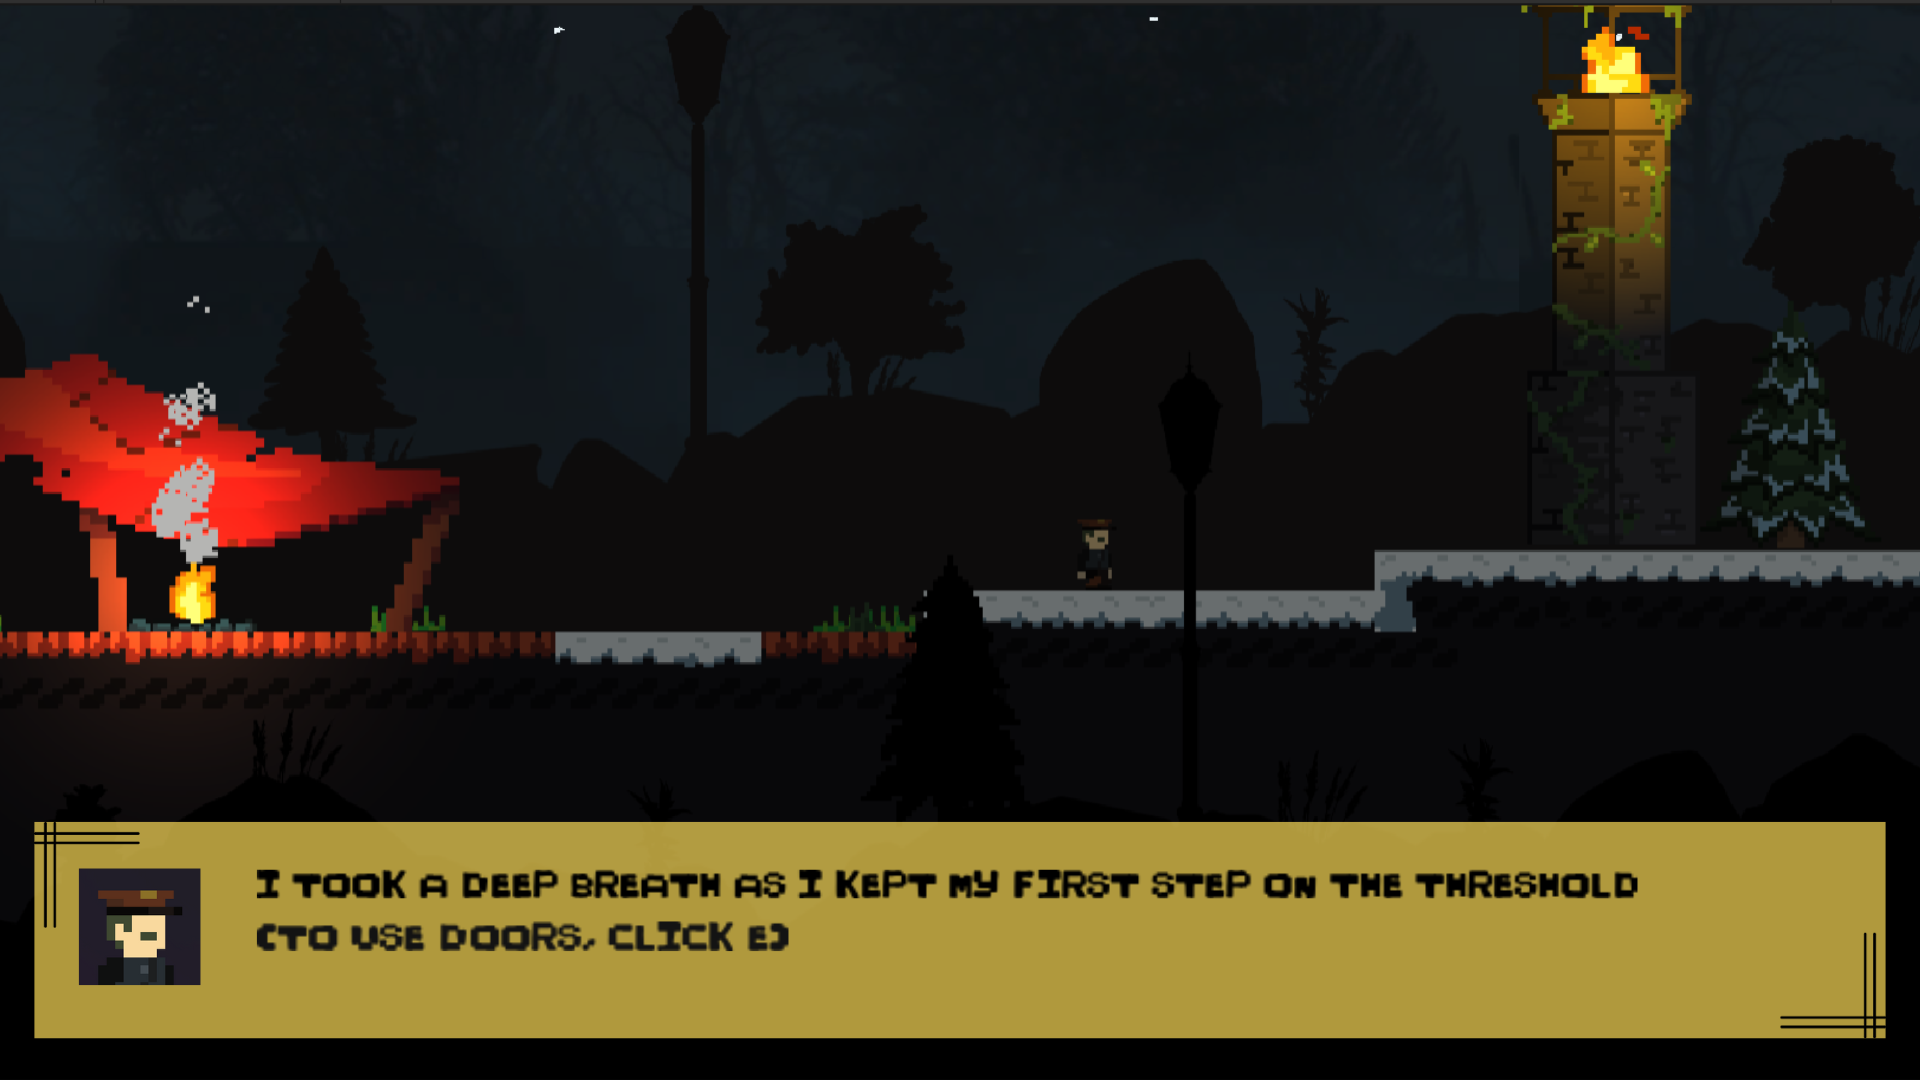 I TOOK A DEEP BREATH AS I KEPT MY FIRST STEP ON THE THRESHOLD
(TO USE DOORS, CLICK E)